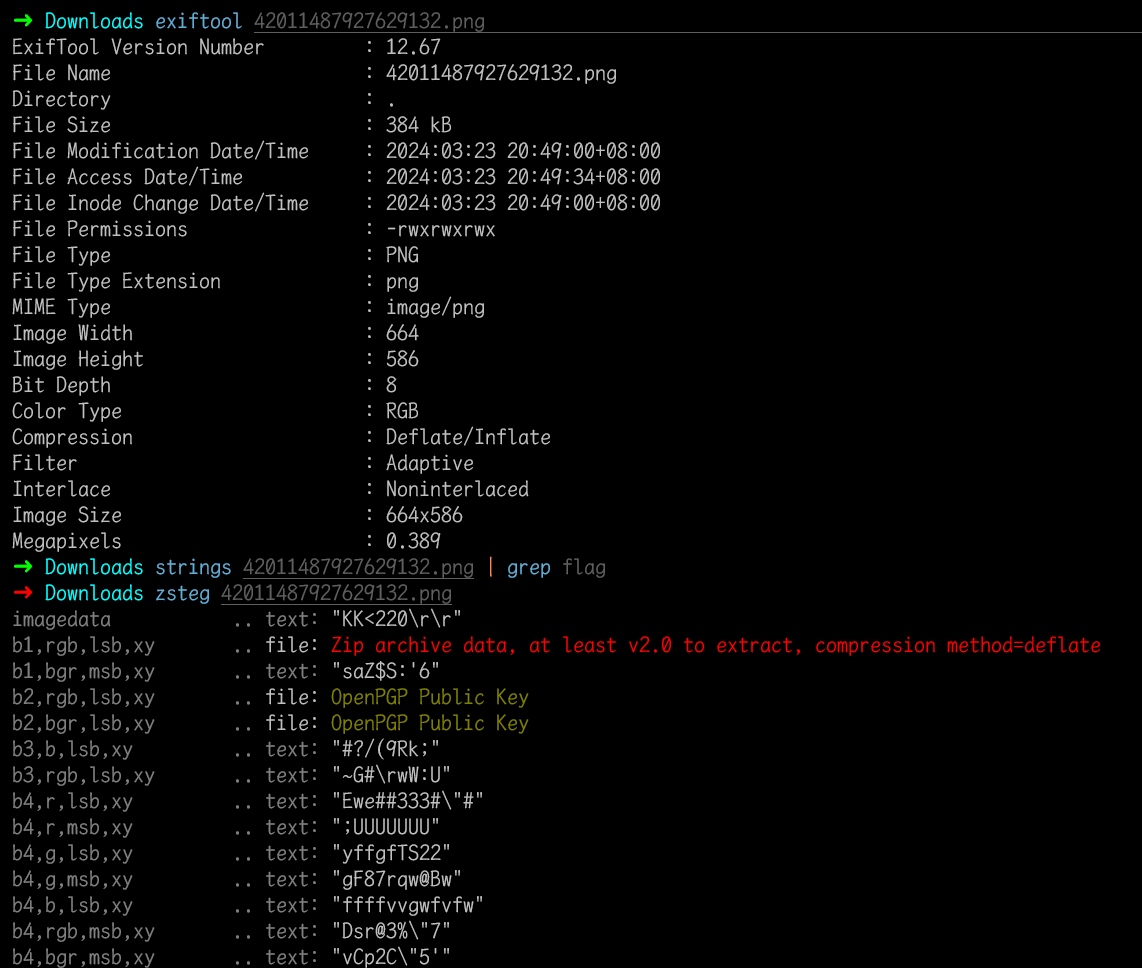 → Downloads exiftool 42011487927629132.png
ExifTool Version Number : 12.67
File Name : 42011487927629132.png
Directory : .
File Size : 384 kB
File Modification Date/Time : 2024:03:23 20:49:00+08:00
File Access Date/Time : 2024:03:23 20:49:34+08:00
File Inode Change Date/Time : 2024:03:23 20:49:00+08:00
File Permissions : -rwxrwxrwx
File Type : PNG
File Type Extension : png
MIME Type : image/png
Image Width : 664
Image Height : 586
Bit Depth : 8
Color Type : RGB
Compression : Deflate/Inflate
Filter : Adaptive
Interlace : Noninterlaced
Image Size : 664x586
Megapixels : 0.389
→ Downloads strings 42011487927629132.png | grep flag
→ Downloads zsteg 42011487927629132.png
imagedata .. text: "KK<220\r\r"
b1,rgb,lsb,xy .. file: Zip archive data, at least v2.0 to extract, compression method=deflate
b1,bgr,msb,xy .. text: "saZ$S:'6"
b2,rgb,lsb,xy .. file: OpenPGP Public Key
b2,bgr,lsb,xy .. file: OpenPGP Public Key
b3,b,lsb,xy .. text: "#?/(9Rk;"
b3,rgb,lsb,xy .. text: "~G#\rwW:U"
b4,r,lsb,xy .. text: "Ewe##333#\"#"
b4,r,msb,xy .. text: ";UUUUUUU"
b4,g,lsb,xy .. text: "yffgfTS22"
b4,g,msb,xy .. text: "gF87rqw@Bw"
b4,b,lsb,xy .. text: "ffffvvgwfvfw"
b4,rgb,msb,xy .. text: "Dsr@3%\"7"
b4,bgr,msb,xy .. text: "vCp2C\"5'"